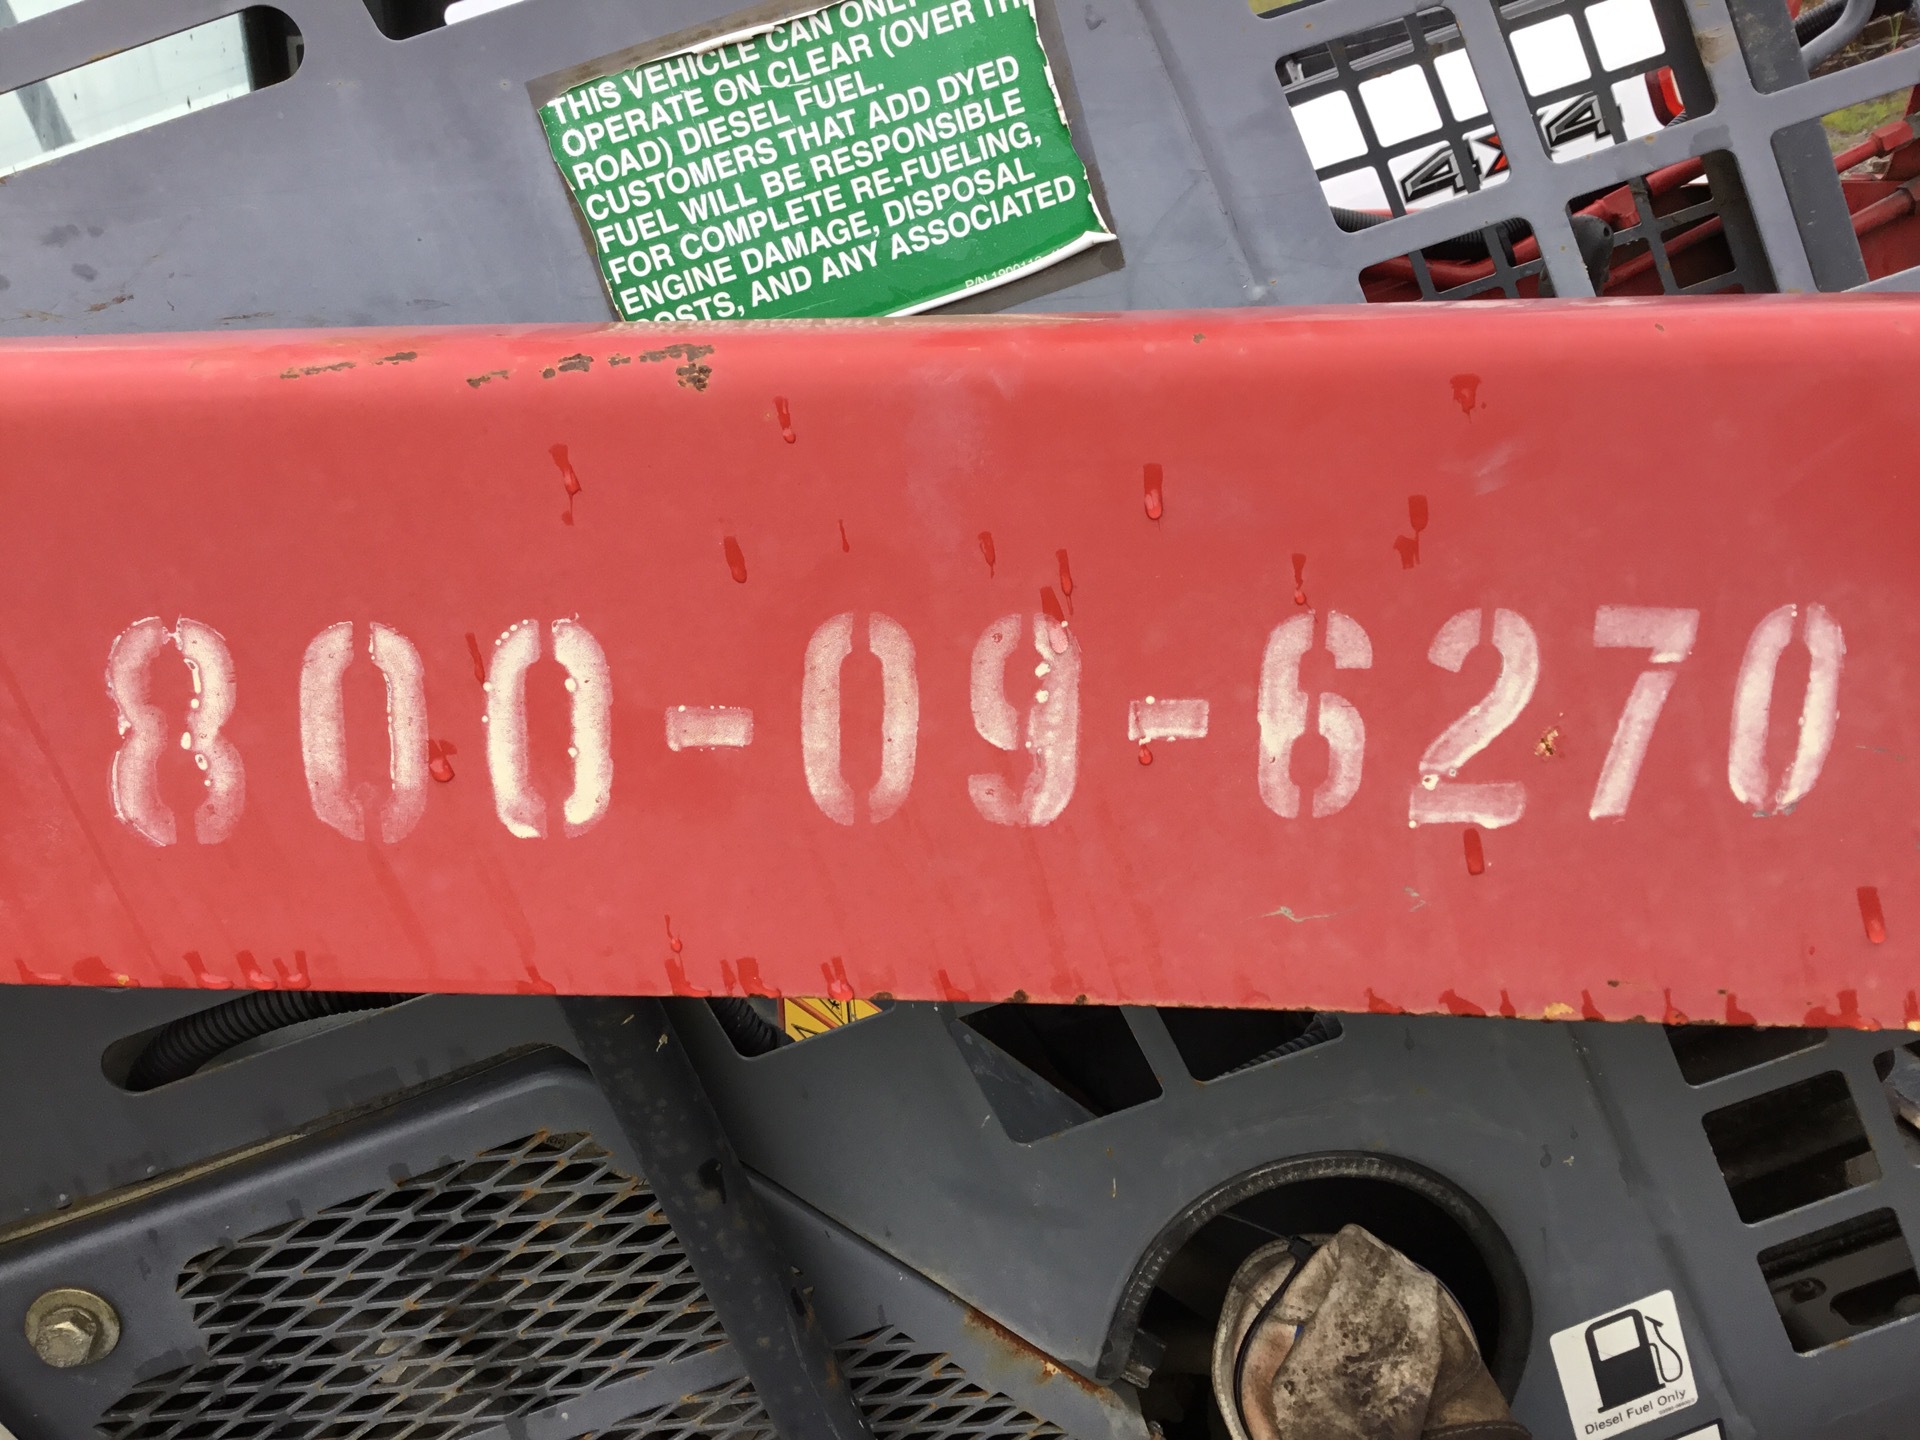 THIS VEHICLE CAN ONLY
OPERATE ON CLEAR (OVER THE
ROAD) DIESEL FUEL.
CUSTOMERS THAT ADD DYED
FUEL WILL BE RESPONSIBLE
FOR COMPLETE RE-FUELING,
ENGINE DAMAGE, DISPOSAL
COSTS, AND ANY ASSOCIATED
4x4
800-09-6270
Diesel Fuel Only